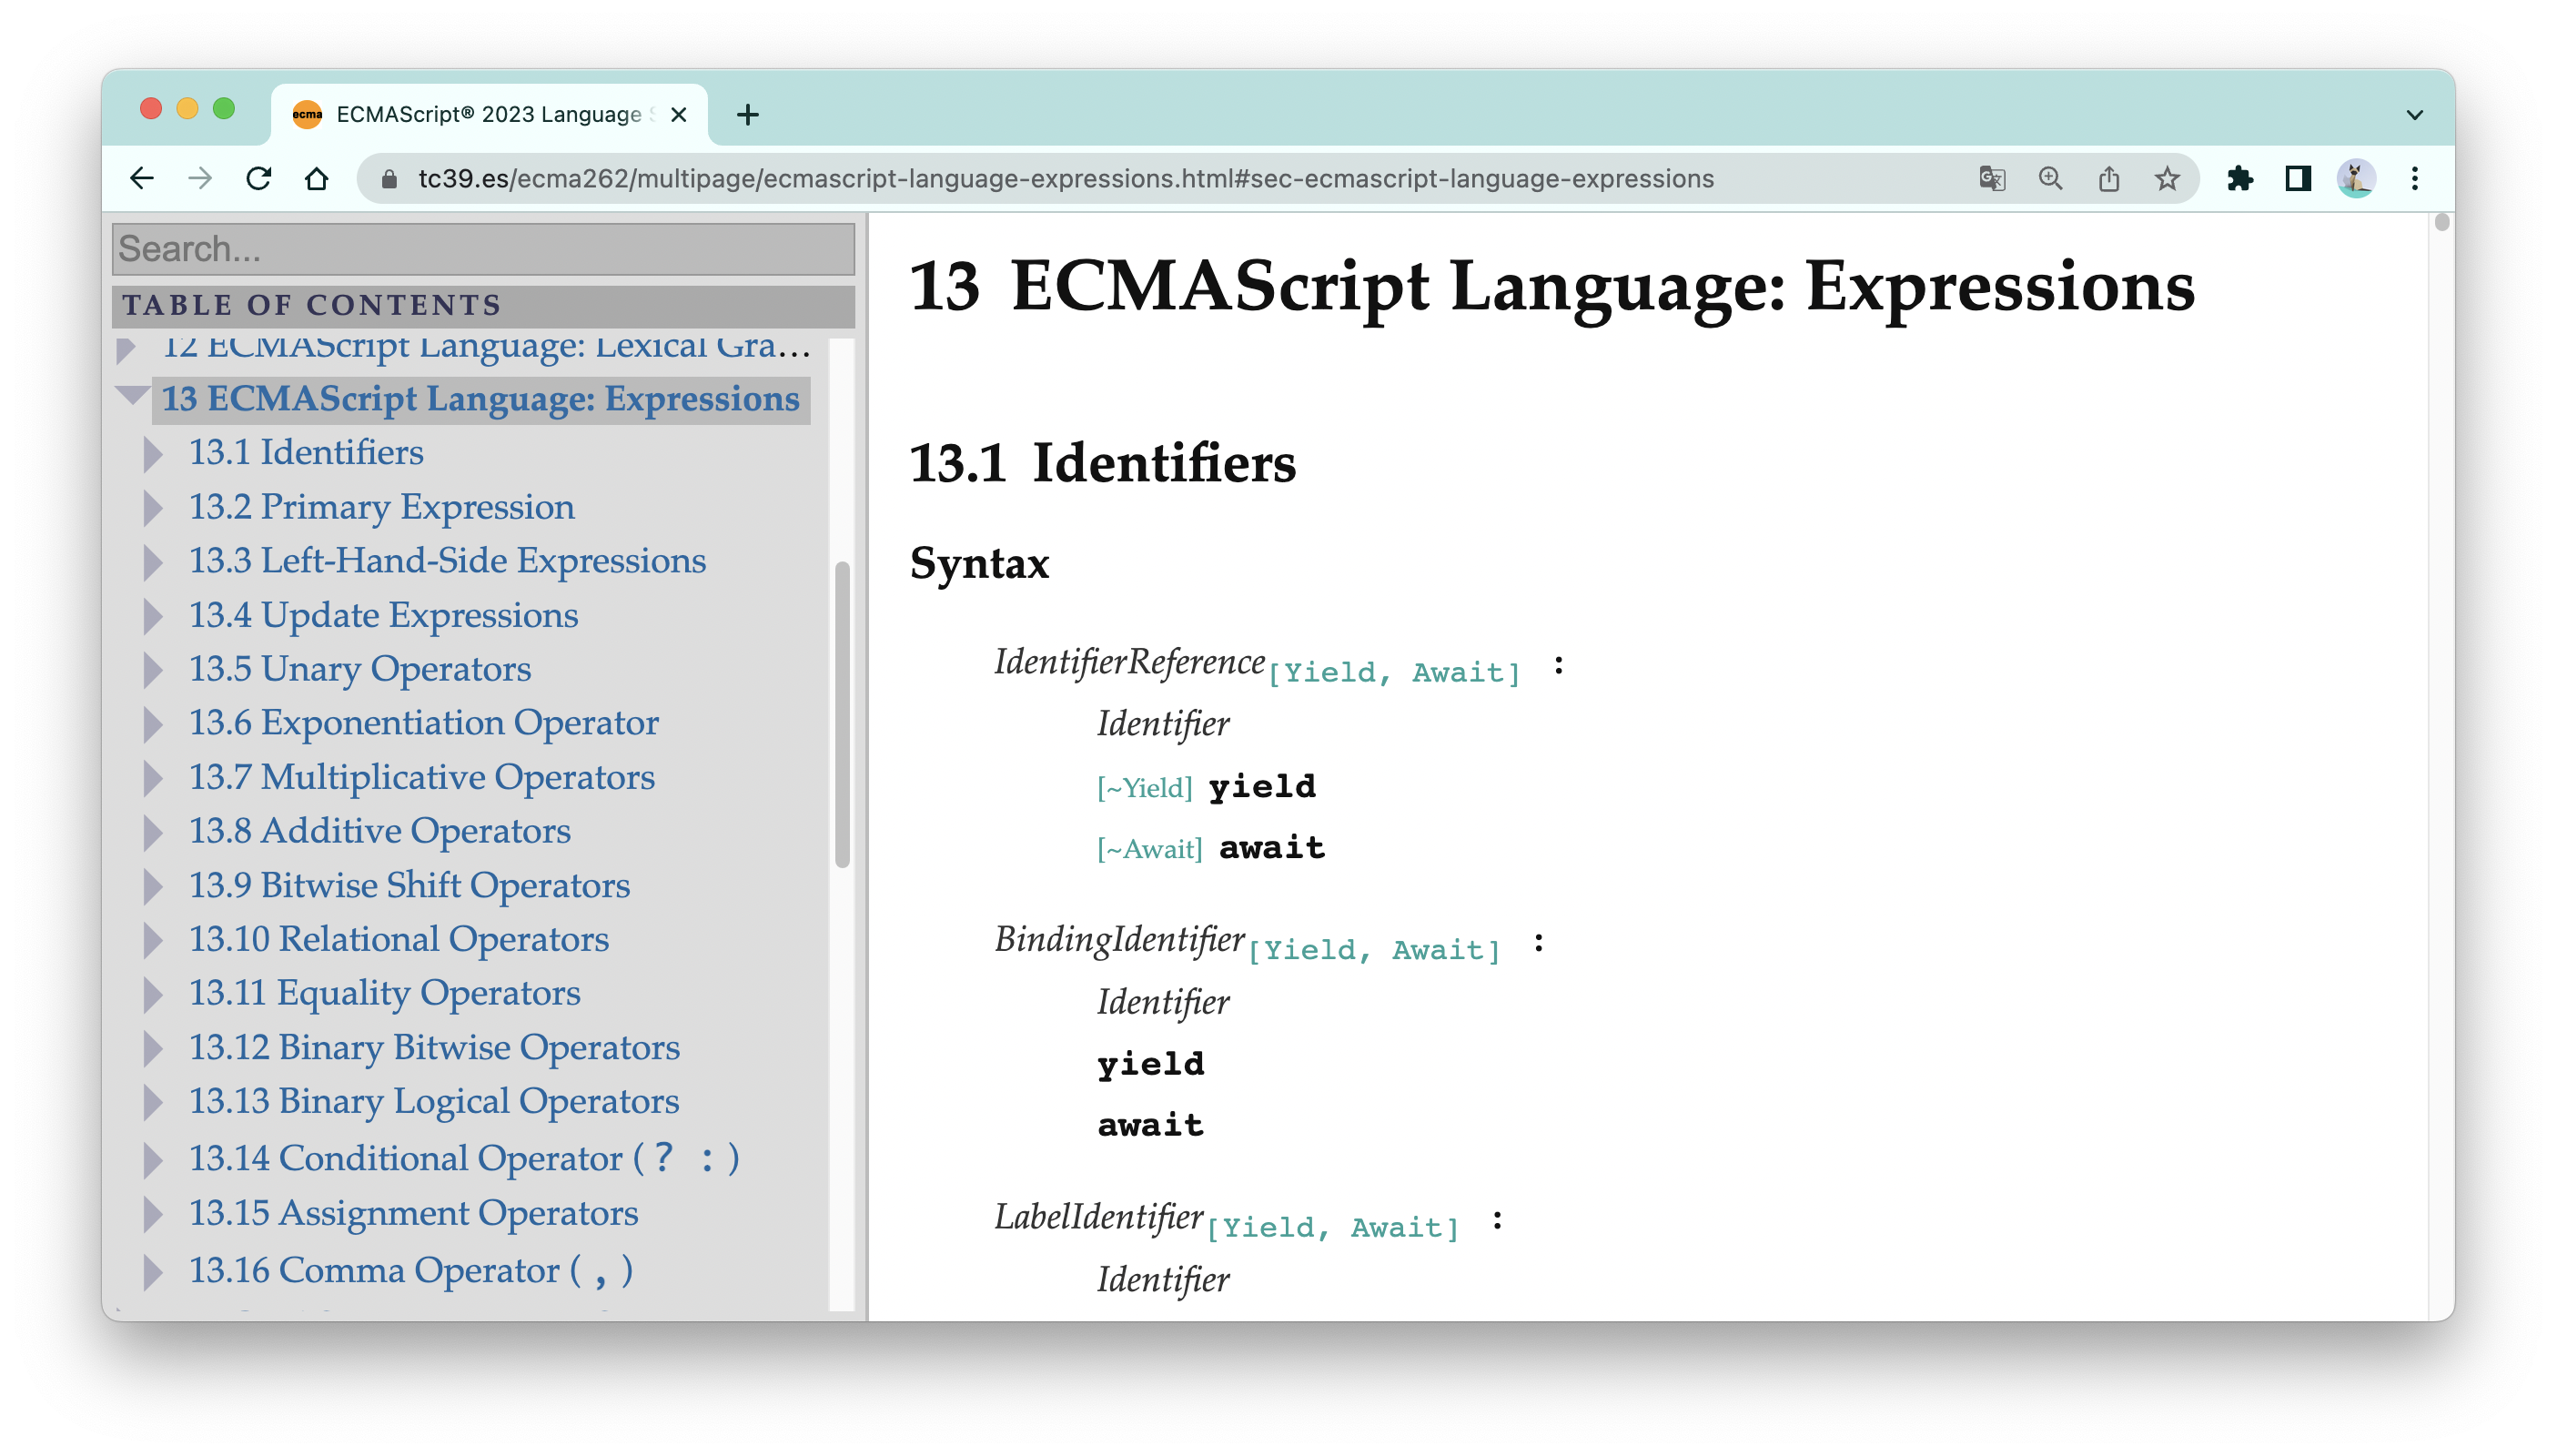 ecma ECMAScript® 2023 Language
tc39.es/ecma262/multipage/ecmascript-language-expressions.html#sec-ecmascript-language-expressions
Search...
TABLE OF CONTENTS
12 ECMAScript Language: Lexical Gra...
13 ECMAScript Language: Expressions
13.1 Identifiers
13.2 Primary Expression
13.3 Left-Hand-Side Expressions
13.4 Update Expressions
13.5 Unary Operators
13.6 Exponentiation Operator
13.7 Multiplicative Operators
13.8 Additive Operators
13.9 Bitwise Shift Operators
13.10 Relational Operators
13.11 Equality Operators
13.12 Binary Bitwise Operators
13.13 Binary Logical Operators
13.14 Conditional Operator ( ? : )
13.15 Assignment Operators
13.16 Comma Operator ( , )
13 ECMAScript Language: Expressions
13.1 Identifiers
Syntax
IdentifierReference[Yield, Await] :
Identifier
[~Yield] yield
[~Await] await
BindingIdentifier[Yield, Await] :
Identifier
yield
await
LabelIdentifier[Yield, Await] :
Identifier